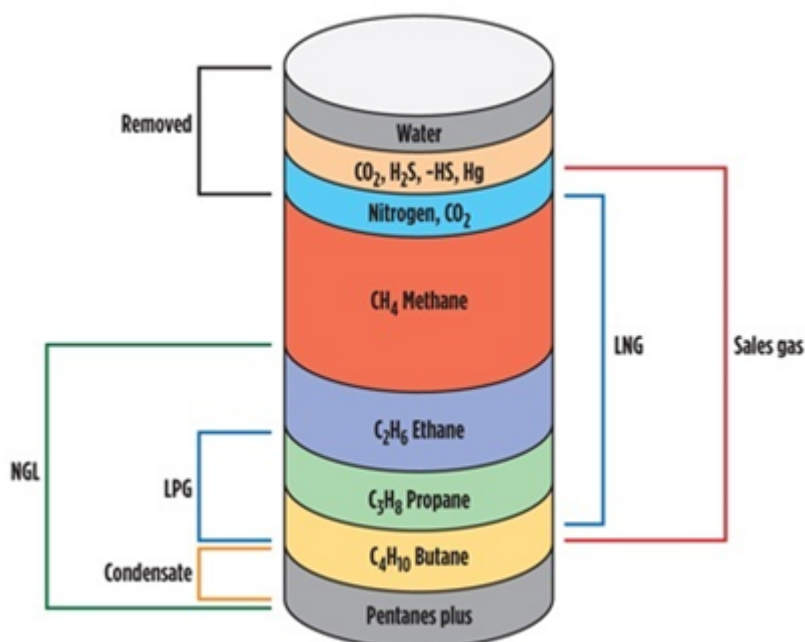 Removed
Water
CO₂, H₂S, -HS, Hg
Nitrogen, CO₂
CH₄ Methane
LNG
Sales gas
C₂H₆ Ethane
NGL
LPG
C₃H₈ Propane
C₄H₁₀ Butane
Condensate
Pentanes plus